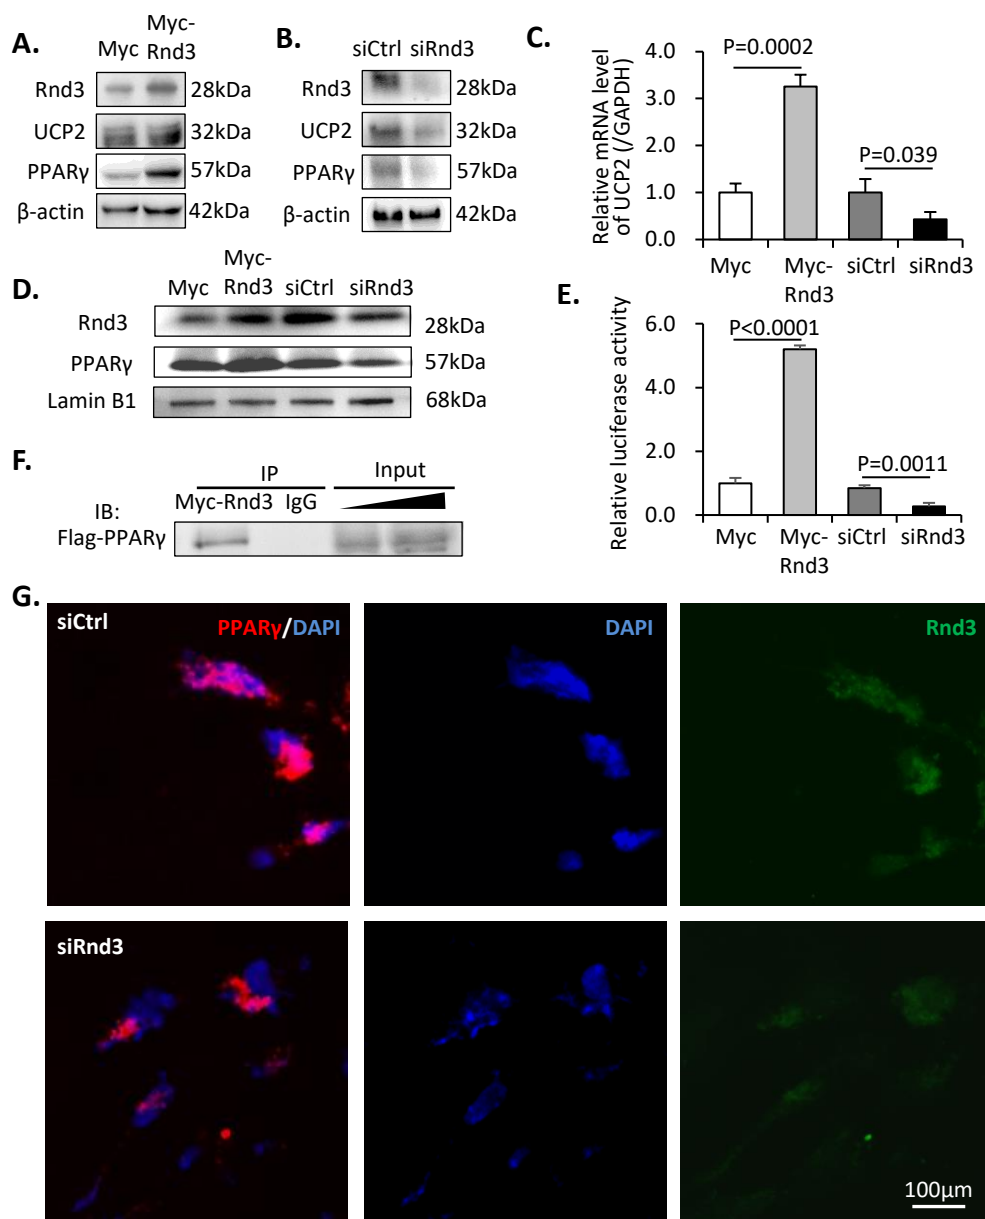 A.
Myc
Myc-
Rnd3
Rnd3
28kDa
UCP2
32kDa
PPARγ
57kDa
β-actin
42kDa
B.
siCtrl siRnd3
Rnd3
28kDa
UCP2
32kDa
PPARγ
57kDa
β-actin
42kDa
C.
Relative mRNA level
of UCP2 (/GAPDH)
4.0
3.0
2.0
1.0
0.0
P=0.0002
P=0.039
Myc
Myc-
Rnd3
siCtrl
siRnd3
D.
Myc
Myc-
Rnd3
siCtrl
siRnd3
Rnd3
28kDa
PPARγ
57kDa
Lamin B1
68kDa
E.
Relative luciferase activity
6.0
4.0
2.0
0.0
P<0.0001
P=0.0011
Myc
Myc-
Rnd3
siCtrl
siRnd3
F.
IP
Input
Myc-Rnd3 IgG
IB:
Flag-PPARγ
G.
siCtrl
PPARγ/DAPI
DAPI
Rnd3
siRnd3
100μm